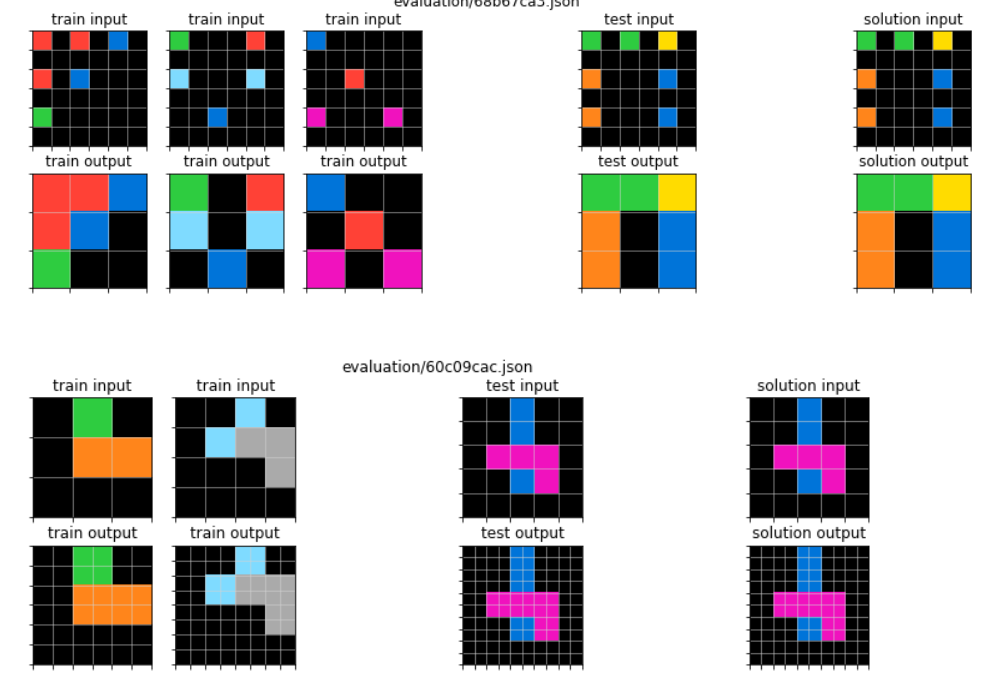 evaluation/68b67ca3.json
train input train input train input test input solution input
train output train output train output test output solution output
evaluation/60c09cac.json
train input train input test input solution input
train output train output test output solution output